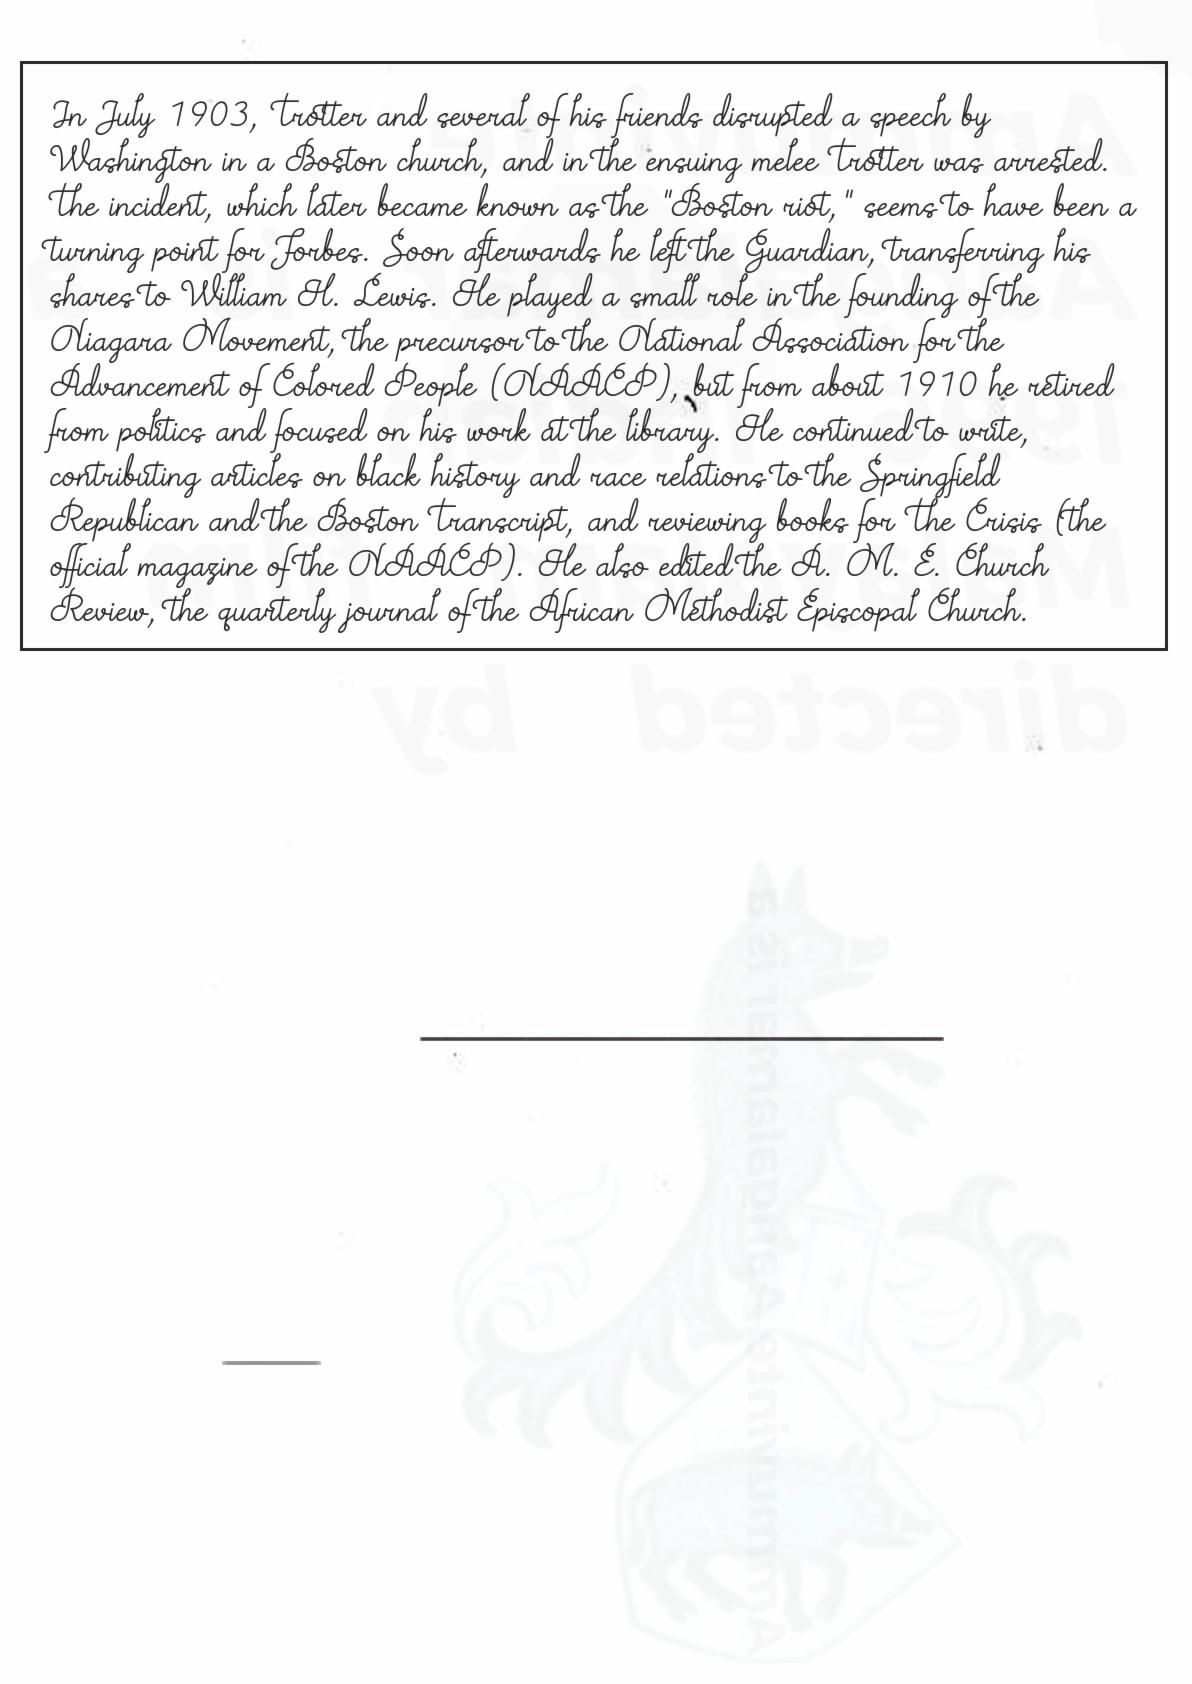 In July 1903, Trotter and several of his friends disrupted a speech by
Washington in a Boston church, and in the ensuing melee Trotter was arrested.
The incident, which later became known as the "Boston riot," seems to have been a
turning point for Forbes. Soon afterwards he left the Guardian, transferring his
shares to William H. Lewis. He played a small role in the founding of the
Niagara Movement, the precursor to the National Association for the
Advancement of Colored People (NAACP), but from about 1910 he retired
from politics and focused on his work at the library. He continued to write,
contributing articles on black history and race relations to the Springfield
Republican and the Boston Transcript, and reviewing books for The Crisis (the
official magazine of the NAACP). He also edited the A. M. E. Church
Review, the quarterly journal of the African Methodist Episcopal Church.